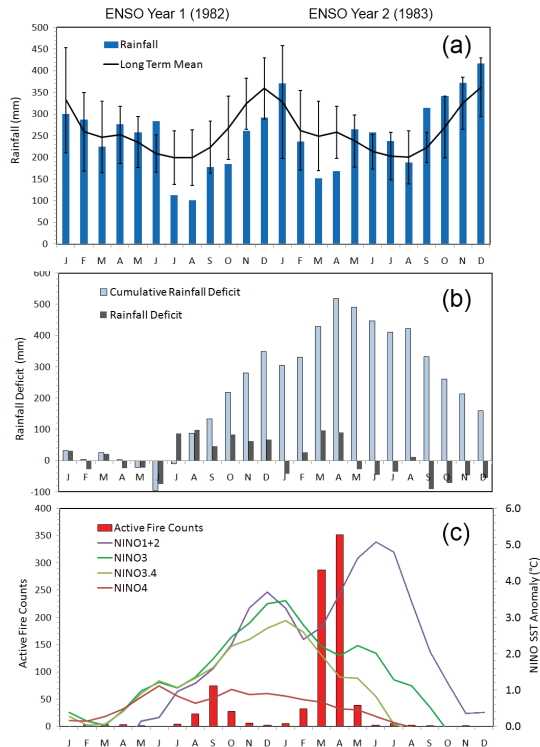 ENSO Year 1 (1982) ENSO Year 2 (1983)
(a)
Rainfall
Long Term Mean
Rainfall (mm)
500
450
400
350
300
250
200
150
100
50
0
J F M A M J J A S O N D J F M A M J J A S O N D
(b)
Cumulative Rainfall Deficit
Rainfall Deficit
Rainfall Deficit (mm)
600
500
400
300
200
100
0
-100
J F M A M J J A S O N D J F M A M J J A S O N D
(c)
Active Fire Counts
NINO1+2
NINO3
NINO3.4
NINO4
Active Fire Counts
400
350
300
250
200
150
100
50
0
6.0
5.0
4.0
3.0
2.0
1.0
0.0
NINO SST Anomaly (°C)
J F M A M J J A S O N D J F M A M J J A S O N D